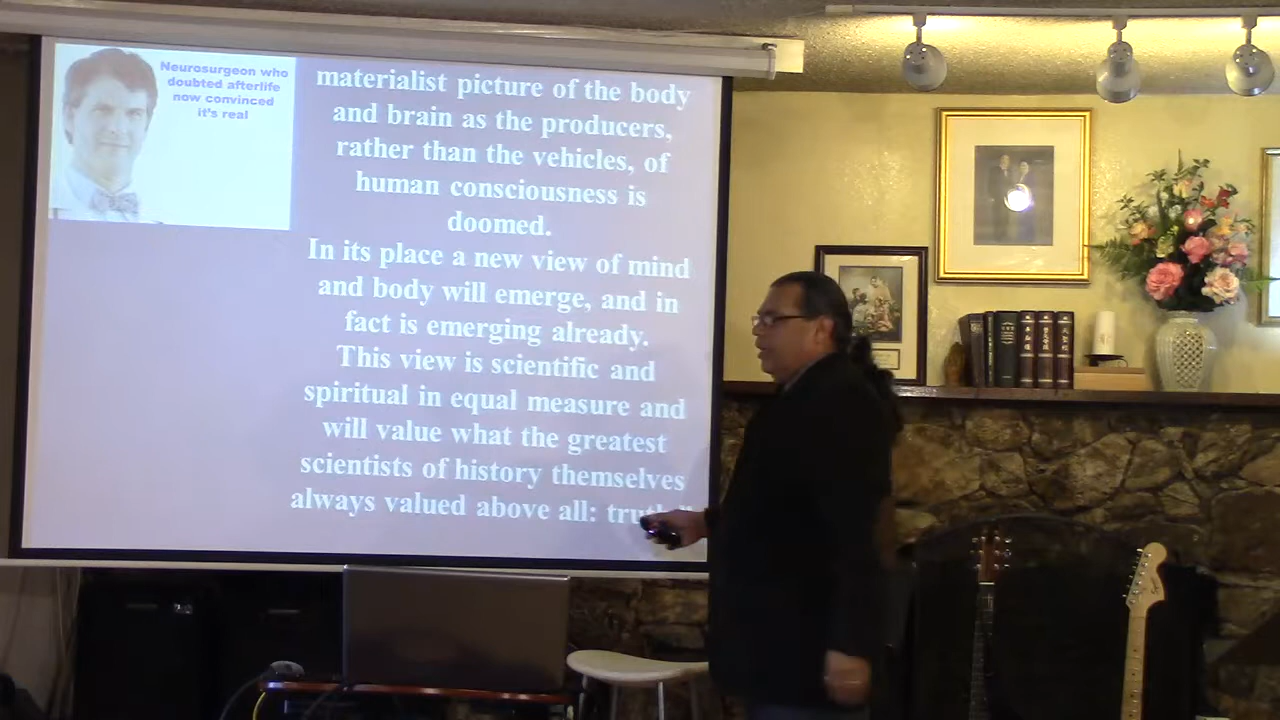 Neurosurgeon who
doubted afterlife
now convinced
it's real
materialist picture of the body
and brain as the producers,
rather than the vehicles, of
human consciousness is
doomed.
In its place a new view of mind
and body will emerge, and in
fact is emerging already.
This view is scientific and
spiritual in equal measure and
will value what the greatest
scientists of history themselves
always valued above all: